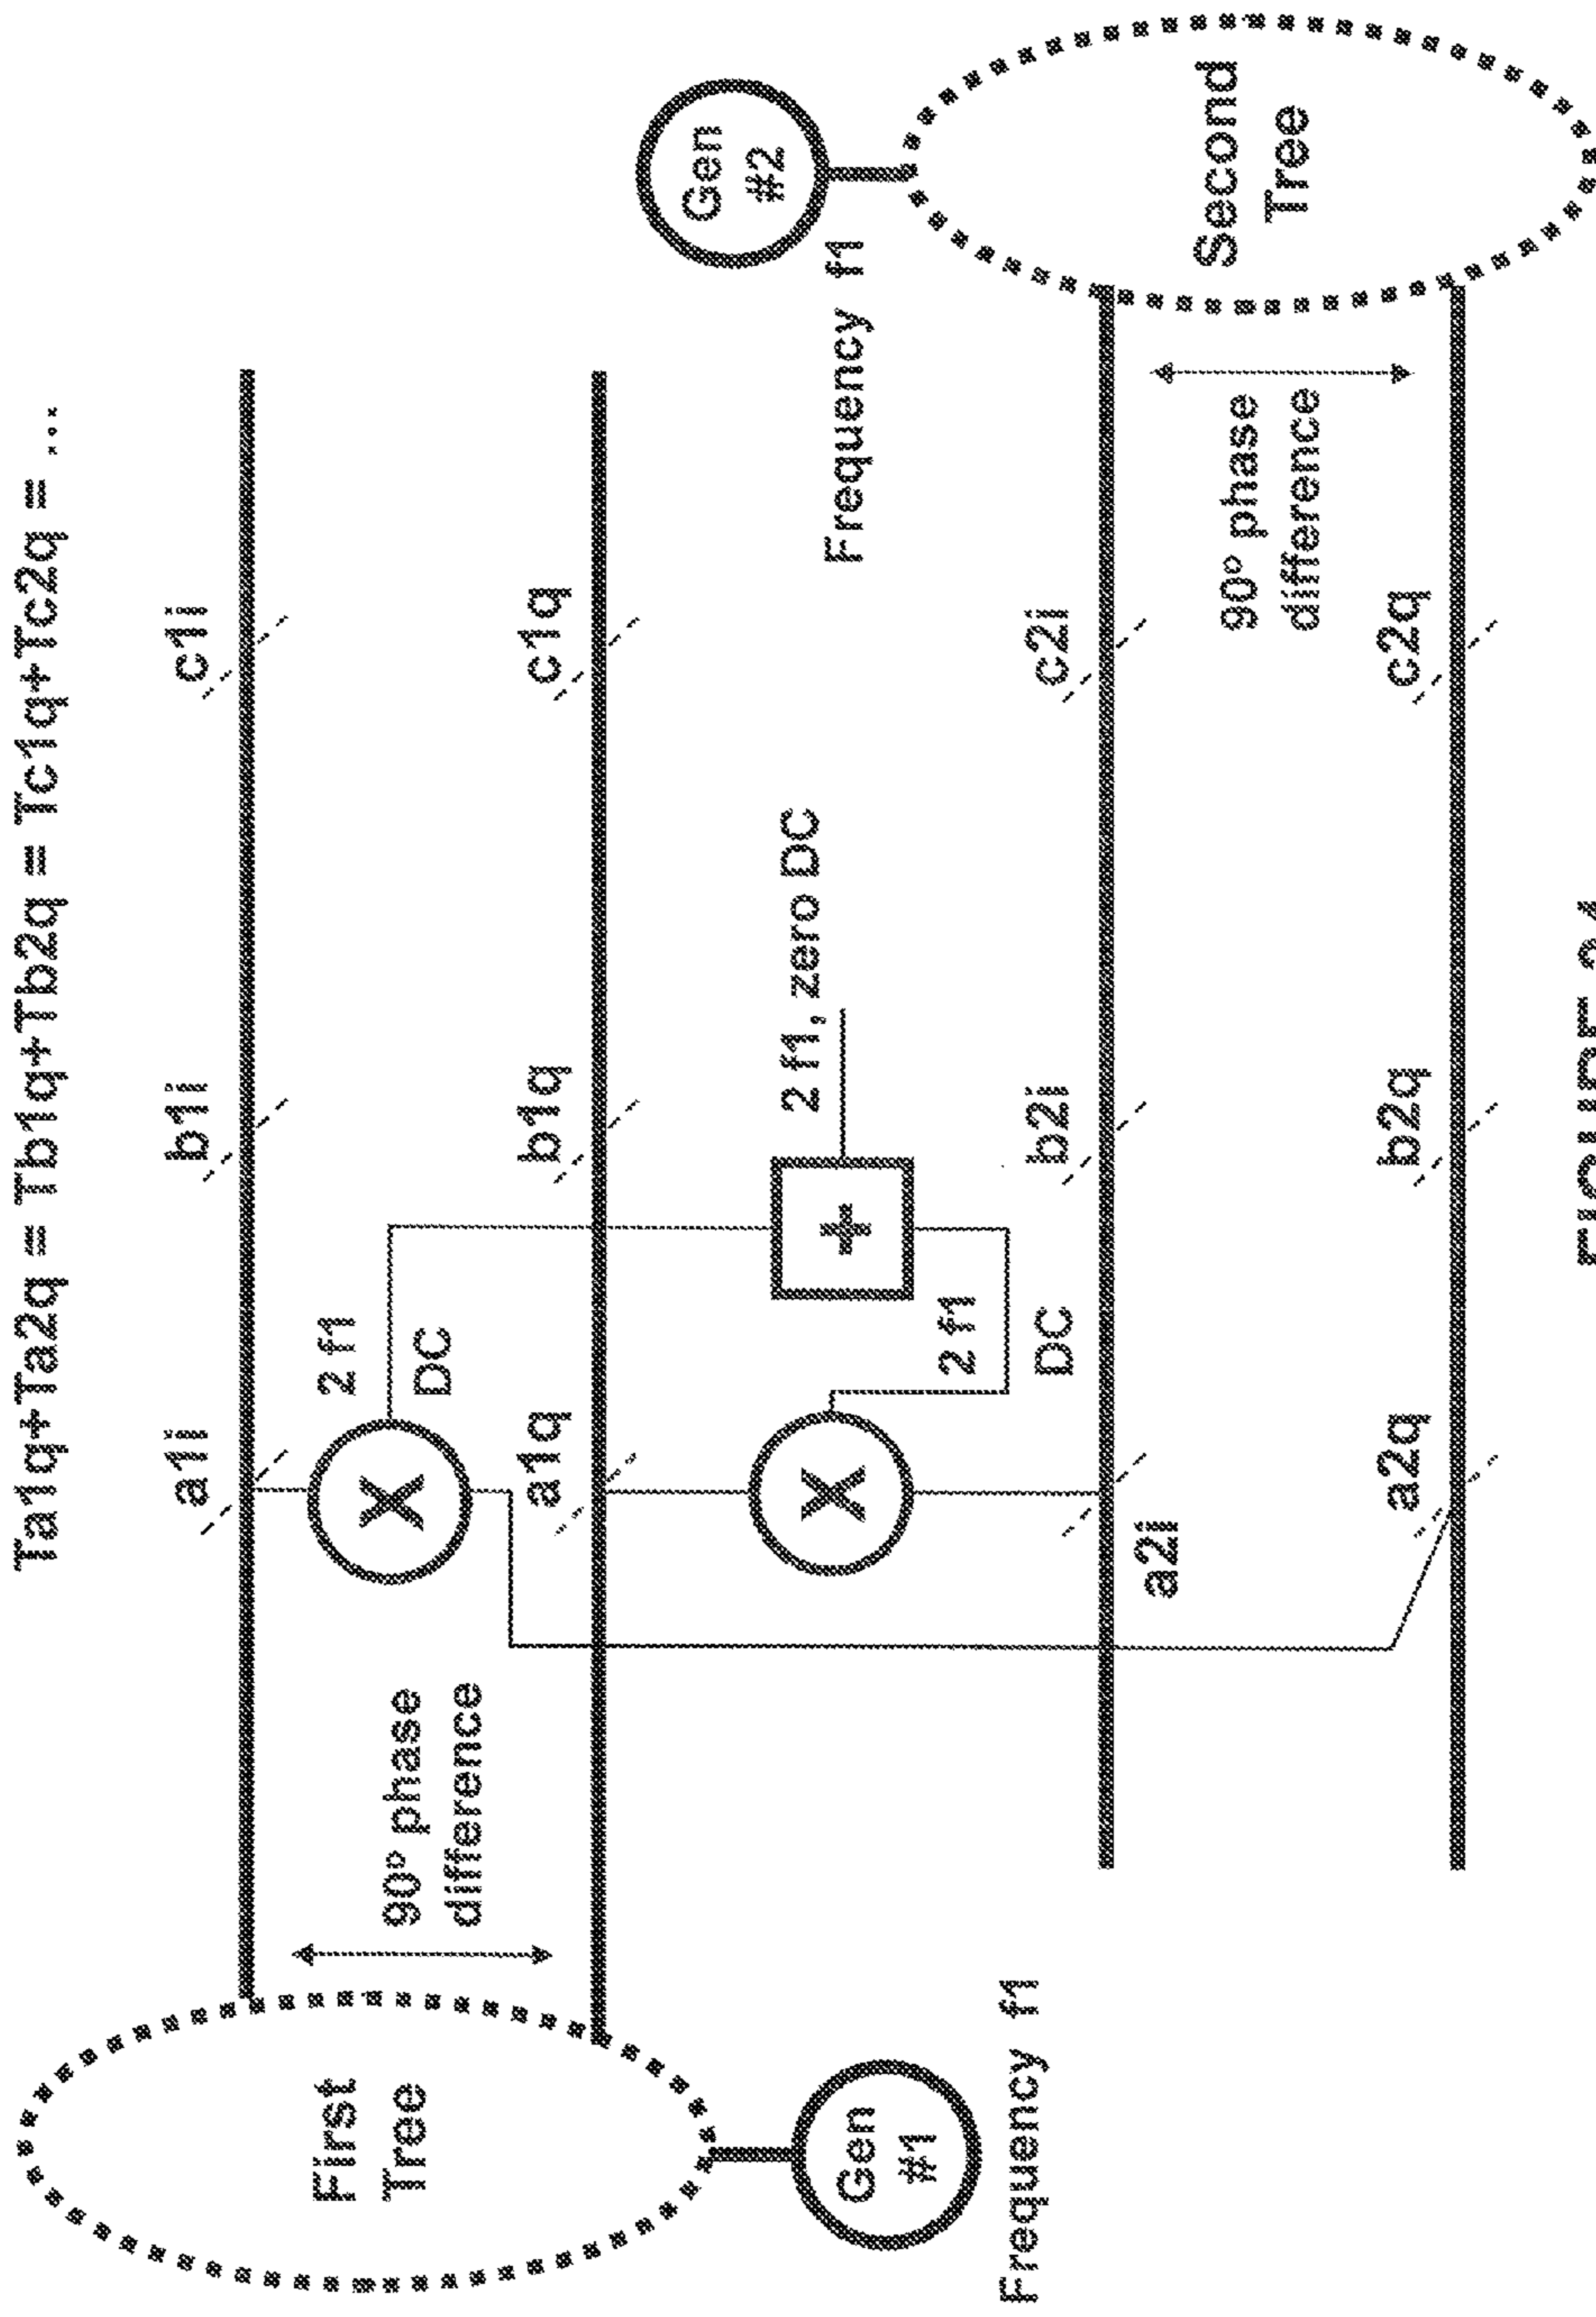 Ta1q+Ta2q = Tb1q+Tb2q = Tc1q+Tc2q = ...
a1i
b1i
c1i
First
Tree
90º phase
difference
2 f1
DC
X
a1q
b1q
c1q
Gen
#1
Frequency f1
X
2 f1
DC
+
2 f1, zero DC
Gen
#2
Frequency f1
a2i
b2i
c2i
Second
Tree
90º phase
difference
a2q
b2q
c2q